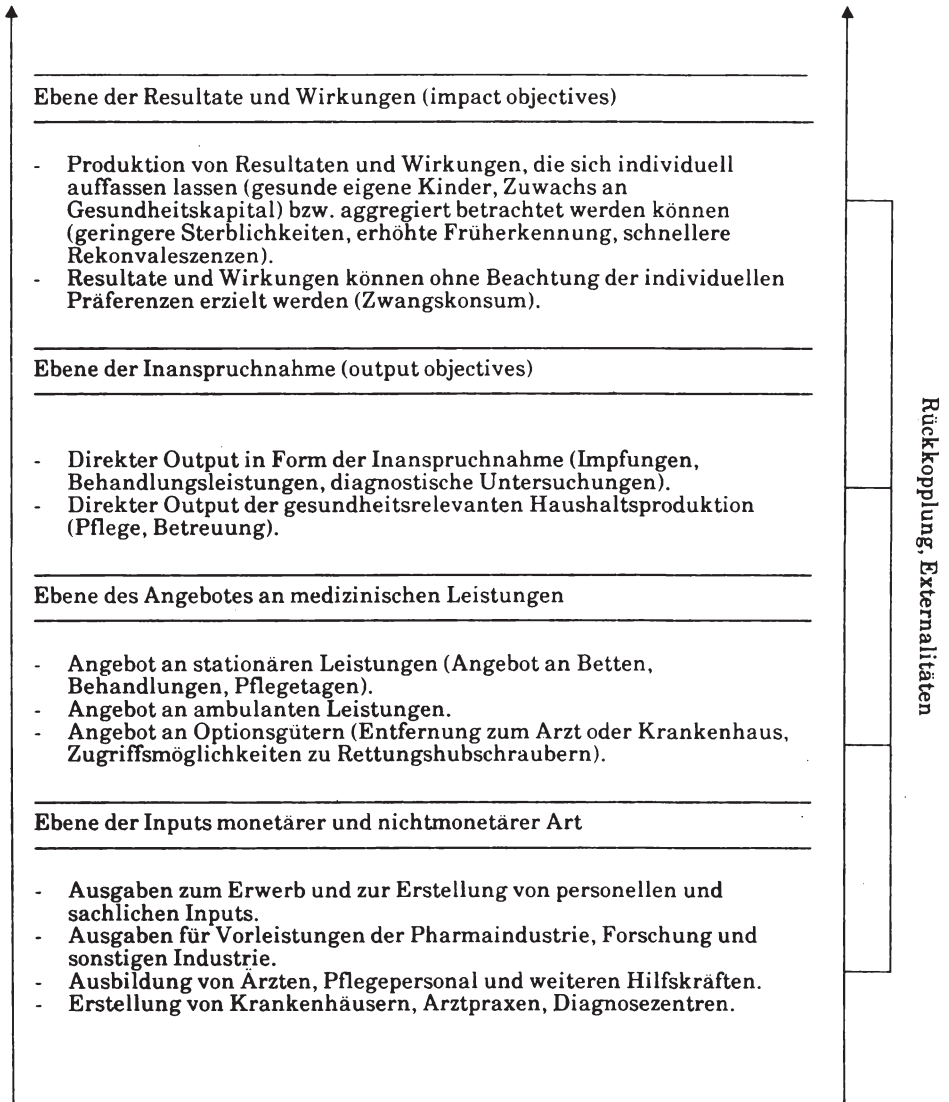 Ebene der Resultate und Wirkungen (impact objectives)
- Produktion von Resultaten und Wirkungen, die sich individuell
auffassen lassen (gesunde eigene Kinder, Zuwachs an
Gesundheitskapital) bzw. aggregiert betrachtet werden können
(geringere Sterblichkeiten, erhöhte Früherkennung, schnellere
Rekonvaleszenzen).
- Resultate und Wirkungen können ohne Beachtung der individuellen
Präferenzen erzielt werden (Zwangskonsum).
Ebene der Inanspruchnahme (output objectives)
- Direkter Output in Form der Inanspruchnahme (Impfungen,
Behandlungsleistungen, diagnostische Untersuchungen).
- Direkter Output der gesundheitsrelevanten Haushaltsproduktion
(Pflege, Betreuung).
Ebene des Angebotes an medizinischen Leistungen
- Angebot an stationären Leistungen (Angebot an Betten,
Behandlungen, Pflegetagen).
- Angebot an ambulanten Leistungen.
- Angebot an Optionsgütern (Entfernung zum Arzt oder Krankenhaus,
Zugriffsmöglichkeiten zu Rettungshubschraubern).
Ebene der Inputs monetärer und nichtmonetärer Art
- Ausgaben zum Erwerb und zur Erstellung von personellen und
sachlichen Inputs.
- Ausgaben für Vorleistungen der Pharmaindustrie, Forschung und
sonstigen Industrie.
- Ausbildung von Ärzten, Pflegepersonal und weiteren Hilfskräften.
- Erstellung von Krankenhäusern, Arztpraxen, Diagnosezentren.
Rückkopplung, Externalitäten